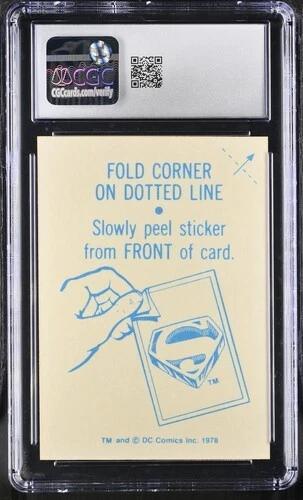 CGC
CGCcards.com/verify
FOLD CORNER
ON DOTTED LINE
•
Slowly peel sticker
from FRONT of card.
S
TM
TM and © DC Comics Inc. 1978